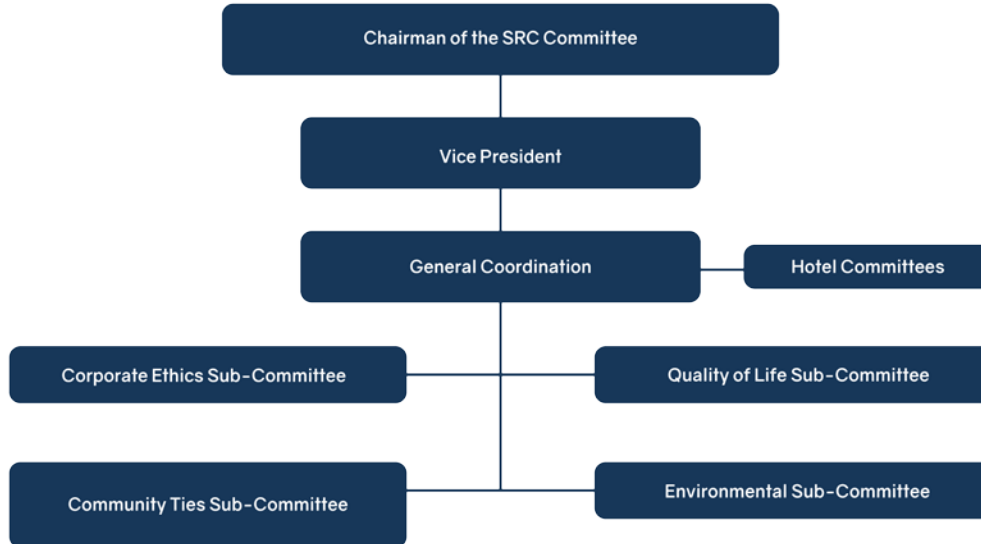 Chairman of the SRC Committee
Vice President
General Coordination
Hotel Committees
Corporate Ethics Sub-Committee
Quality of Life Sub-Committee
Community Ties Sub-Committee
Environmental Sub-Committee